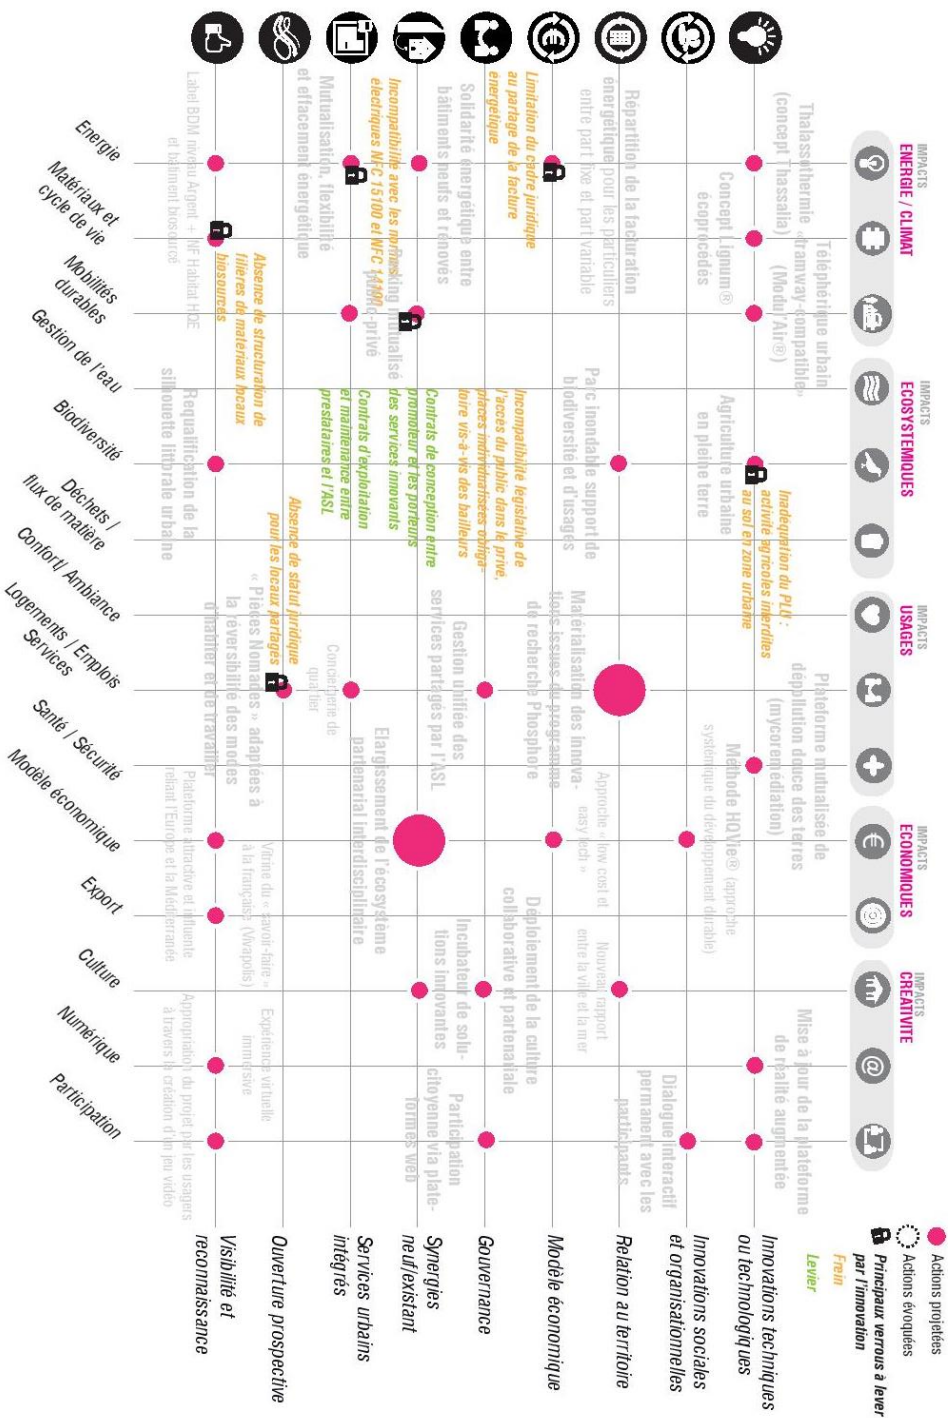 IMPACTS
ENERGIE / CLIMAT
IMPACTS
ECOSYSTEMIQUES
IMPACTS
USAGES
IMPACTS
ECONOMIQUES
IMPACTS
CREATIVITE
Actions projetées
Actions évoquées
Principaux verrous à lever
par l'innovation
Frein
Levier
Energie
Matériaux et
cycle de vie
Mobilités
durables
Gestion de l'eau
Biodiversité
Déchets /
flux de matière
Confort/ Ambiance
Logements / Emplois
Services
Santé / Sécurité
Modèle économique
Export
Culture
Numérique
Participation
Innovations techniques
ou technologiques
Innovations sociales
et organisationnelles
Relation au territoire
Modèle économique
Gouvernance
Synergies
neuf/existant
Services urbains
intégrés
Ouverture prospective
Visibilité et
reconnaissance
Thalassothermie
(concept Thassalia)
Téléphérique urbain
«tramway-compatible»
(Modul'Air®)
Concept Lignum®
écoprocédés
Agriculture urbaine
en pleine terre
Inadéquation du PLU :
activité agricoles interdites
au sol en zone urbaine
Plateforme mutualisée de
dépollution douce des terres
(mycoremédiation)
Méthode HQVie® (approche
systémique du développement durable)
Mise à jour de la plateforme
de réalité augmentée
Dialogue interactif
permanent avec les
participants
Répartition de la facturation
énergétique pour les particuliers
entre part fixe et part variable
Parc inondable support de
biodiversité et d'usages
Matérialisation des innova-
tions issues du programme
de recherche Phosphore
Approche « low cost et
easy tech »
Nouveau rapport
entre la ville et la mer
Limitation du cadre juridique
au partage de la facture
énergétique
Incompatibilité législative de
l'accès du public dans le privé,
places individualisées obliga-
toire vis-à-vis des bailleurs
Déploiement de la culture
collaborative et partenariale
Solidarité énergétique entre
bâtiments neufs et rénovés
Contrats de conception entre
promoteur et les porteurs
des services innovants
Gestion unifiée des
services partagés par l'ASL
Incubateur de solu-
tions innovantes
Participation
citoyenne via plate-
formes web
Incompatibilité avec les normes
électriques NFC 15100 et NFC 14100
Parking mutualisé
public-privé
Contrats d'exploitation
et maintenance entre
prestataires et l'ASL
Elargissement de l'écosystème
partenarial interdisciplinaire
Mutualisation, flexibilité
et effacement énergétique
Absence de statut juridique
pour les locaux partagés
Conciergerie de
quartier
Absence de structuration de
filières de matériaux locaux
biosourcés
« Pièces Nomades » adaptées à
la réversibilité des modes
d'habiter et de travailler
Vitrine du « savoir-faire »
à la française (Vivapolis)
Expérience virtuelle
immersive
Label BDM niveau Argent + NF Habitat HQE
et bâtiment biosourcé
Requalification de la
silhouette littorale urbaine
Plateforme attractive et influente
reliant l'Europe et la Méditerranée
Appropriation du projet par les usagers
à travers la création d'un jeu vidéo